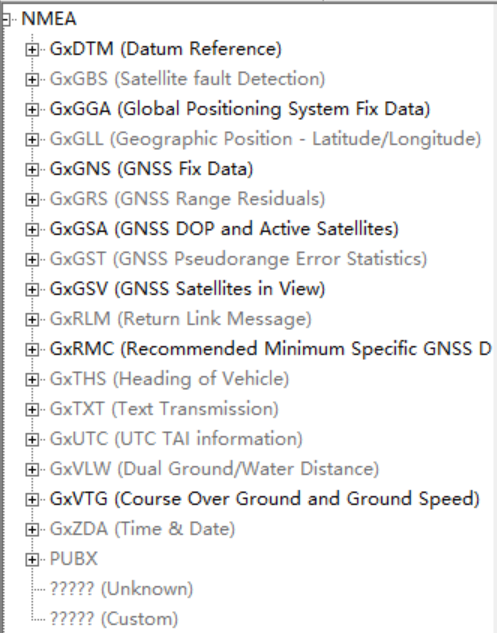 NMEA
GxDTM (Datum Reference)
GxGBS (Satellite fault Detection)
GxGGA (Global Positioning System Fix Data)
GxGLL (Geographic Position - Latitude/Longitude)
GxGNS (GNSS Fix Data)
GxGRS (GNSS Range Residuals)
GxGSA (GNSS DOP and Active Satellites)
GxGST (GNSS Pseudorange Error Statistics)
GxGSV (GNSS Satellites in View)
GxRLM (Return Link Message)
GxRMC (Recommended Minimum Specific GNSS D
GxTHS (Heading of Vehicle)
GxTXT (Text Transmission)
GxUTC (UTC TAI information)
GxVLW (Dual Ground/Water Distance)
GxVTG (Course Over Ground and Ground Speed)
GxZDA (Time & Date)
PUBX
????? (Unknown)
????? (Custom)